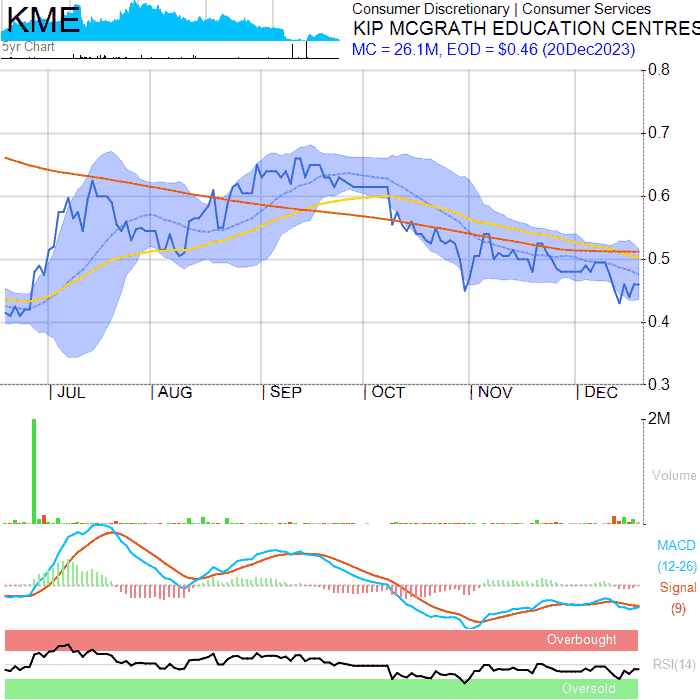 KME
5yr Chart
Consumer Discretionary | Consumer Services
KIP MCGRATH EDUCATION CENTRES
MC = 26.1M, EOD = $0.46 (20Dec2023)
0.8
0.7
0.6
0.5
0.4
0.3
JUL AUG SEP OCT NOV DEC
2M
Volume
MACD
(12-26)
Signal
(9)
Overbought
RSI(14)
Oversold